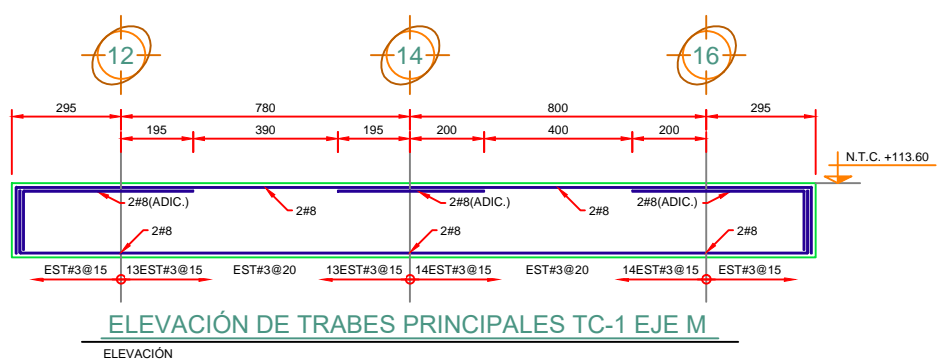 12 14 16
295 780 800 295
195 390 195 200 400 200
N.T.C. +113.60
2#8(ADIC.) 2#8 2#8(ADIC.) 2#8 2#8(ADIC.)
2#8 2#8 2#8
EST#3@15 13EST#3@15 EST#3@20 13EST#3@15 14EST#3@15 EST#3@20 14EST#3@15 EST#3@15
ELEVACIÓN DE TRABES PRINCIPALES TC-1 EJE M
ELEVACIÓN